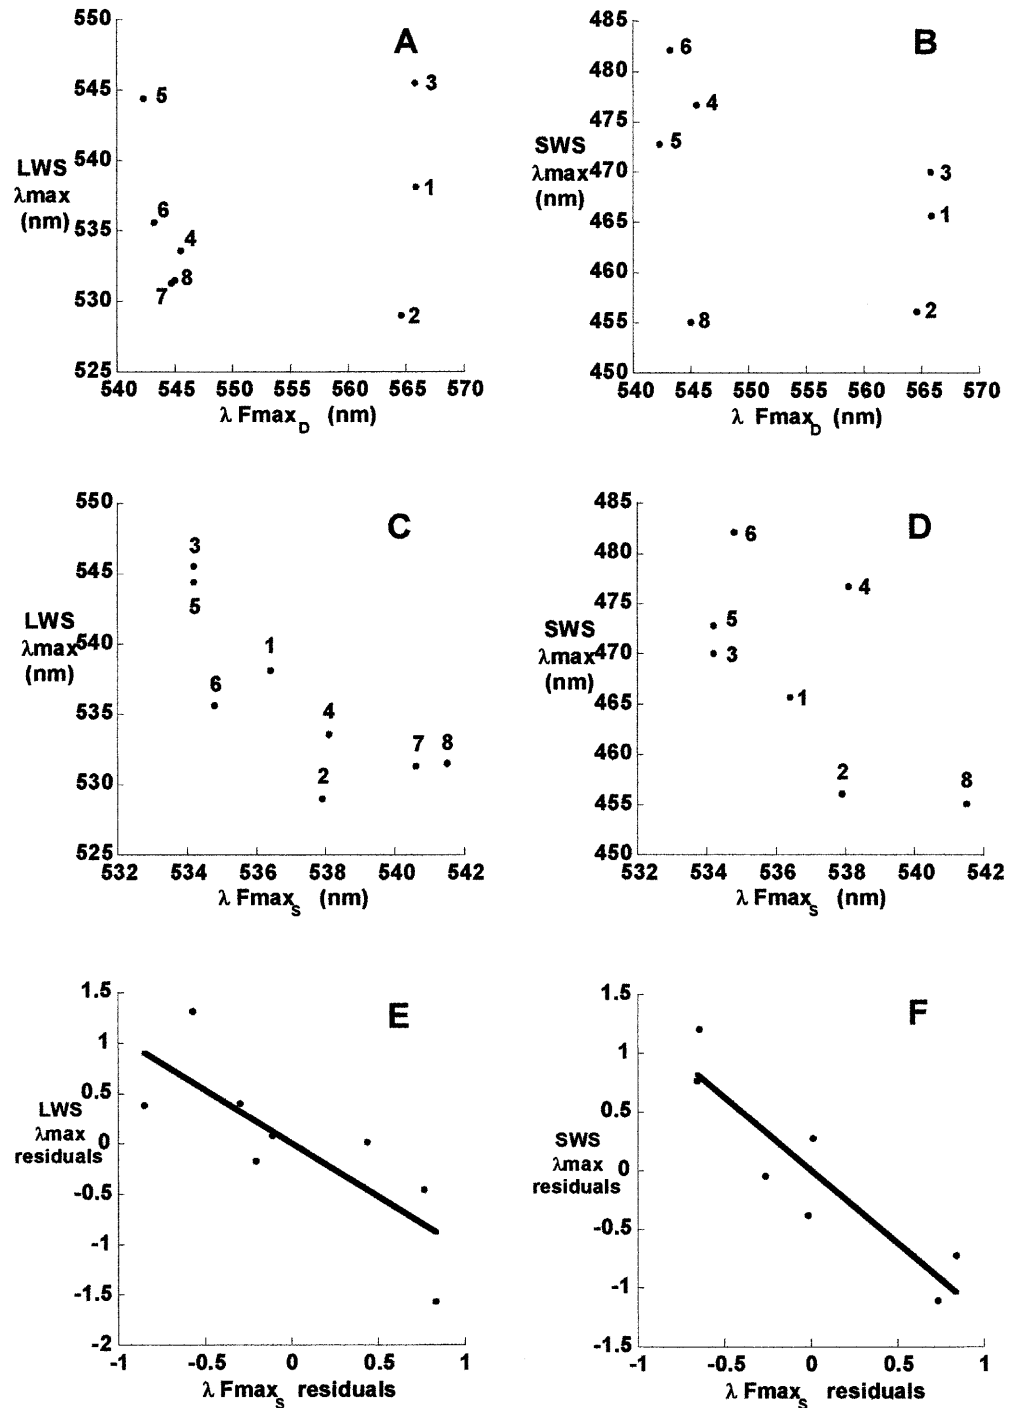 A
550
545
540
535
530
525
LWS
λmax
(nm)
5
3
1
6
4
8
7
2
540 545 550 555 560 565 570
λ FmaxD (nm)
B
485
480
475
470
465
460
455
450
SWS
λmax
(nm)
6
4
5
3
1
2
8
540 545 550 555 560 565 570
λ FmaxD (nm)
C
550
545
540
535
530
525
LWS
λmax
(nm)
3
5
1
6
4
7 8
2
532 534 536 538 540 542
λ FmaxS (nm)
D
485
480
475
470
465
460
455
450
SWS
λmax
(nm)
6
4
5
3
1
2
8
532 534 536 538 540 542
λ FmaxS (nm)
E
1.5
1
0.5
0
-0.5
-1
-1.5
-2
LWS
λmax
residuals
-1 -0.5 0 0.5 1
λ FmaxS residuals
F
1.5
1
0.5
0
-0.5
-1
-1.5
SWS
λmax
residuals
-1 -0.5 0 0.5 1
λ FmaxS residuals